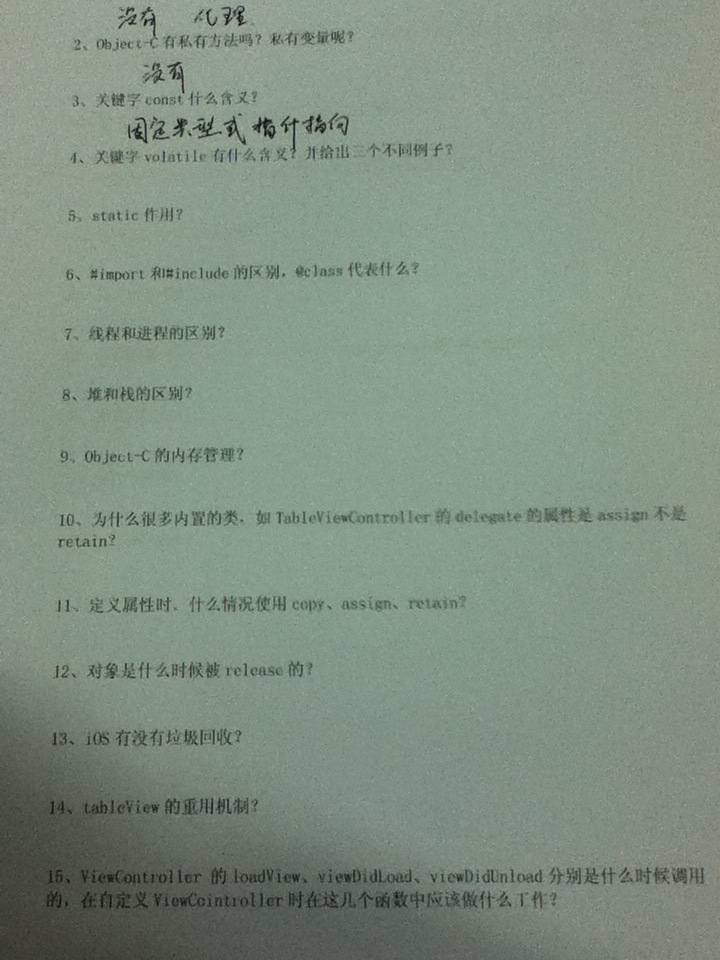 没有 代理
2、Object-C 有私有方法吗？私有变量呢？
没有
3、关键字 const 什么含义？
固定类型式 指针指向
4、关键字 volatile 有什么含义？并给出三个不同例子？
5、static 作用？
6、#import 和#include 的区别，@class 代表什么？
7、线程和进程的区别？
8、堆和栈的区别？
9、Object-C 的内存管理？
10、为什么很多内置的类，如 TableViewController 的 delegate 的属性是 assign 不是
retain？
11、定义属性时，什么情况使用 copy、assign、retain？
12、对象是什么时候被 release 的？
13、iOS 有没有垃圾回收？
14、tableView 的重用机制？
15、ViewController 的 loadView、viewDidLoad、viewDidUnload 分别是什么时候调用
的，在自定义 ViewCointroller 时在这几个函数中应该做什么工作？